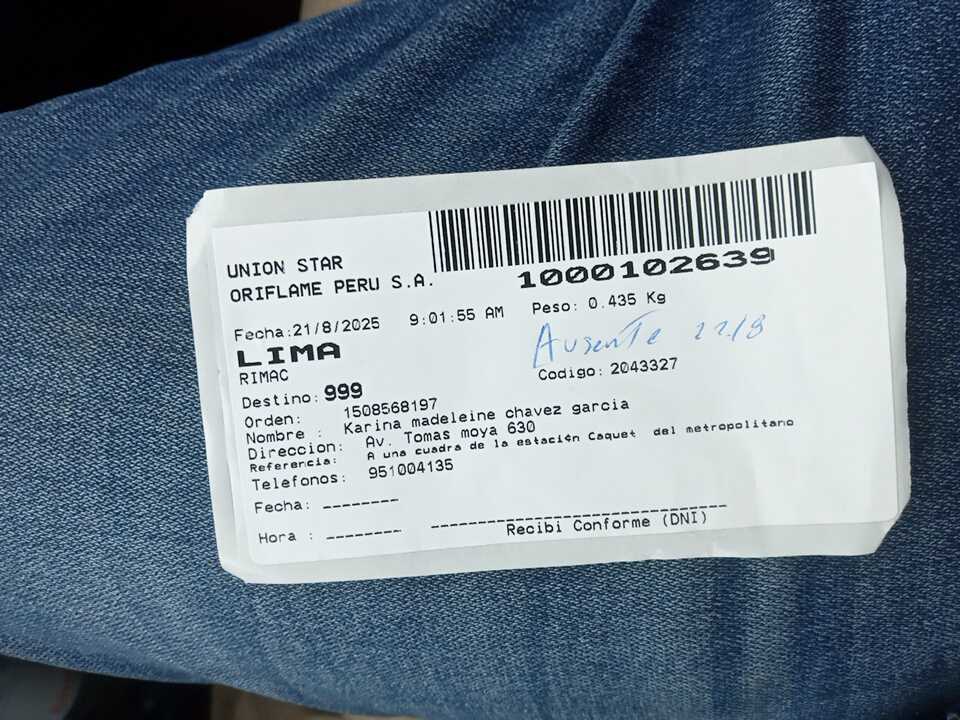 UNION STAR
ORIFLAME PERU S.A.
1000102639
Fecha:21/8/2025 9:01:55 AM Peso: 0.435 Kg
LIMA
Ausente 22/8
RIMAC
Codigo: 2043327
Destino: 999
Orden: 1508568197
Nombre : Karina madeleine chavez garcia
Direccion: Av. Tomas moya 630
Referencia: A una cuadra de la estación Caquet del metropolitano
Telefonos: 951004135
Fecha: --------
Hora : --------
Recibi Conforme (DNI)